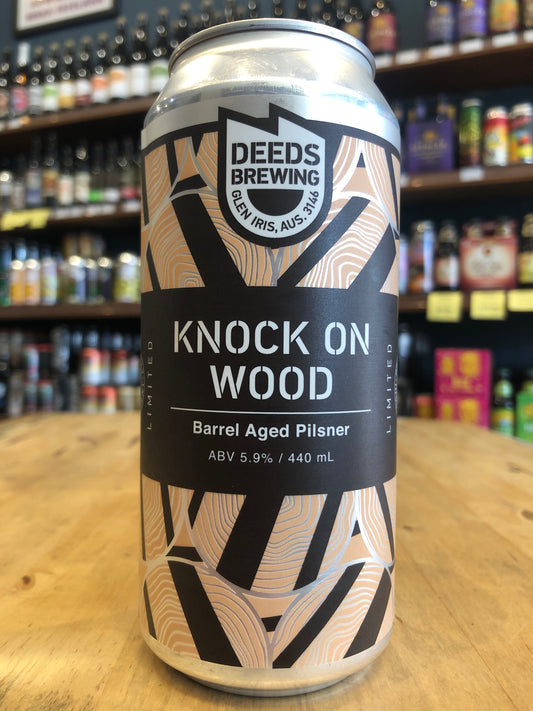 DEEDS
BREWING
GLEN IRIS, AUS. 3146
KNOCK ON
WOOD
Barrel Aged Pilsner
ABV 5.9% / 440 mL
LIMITED
LIMITED